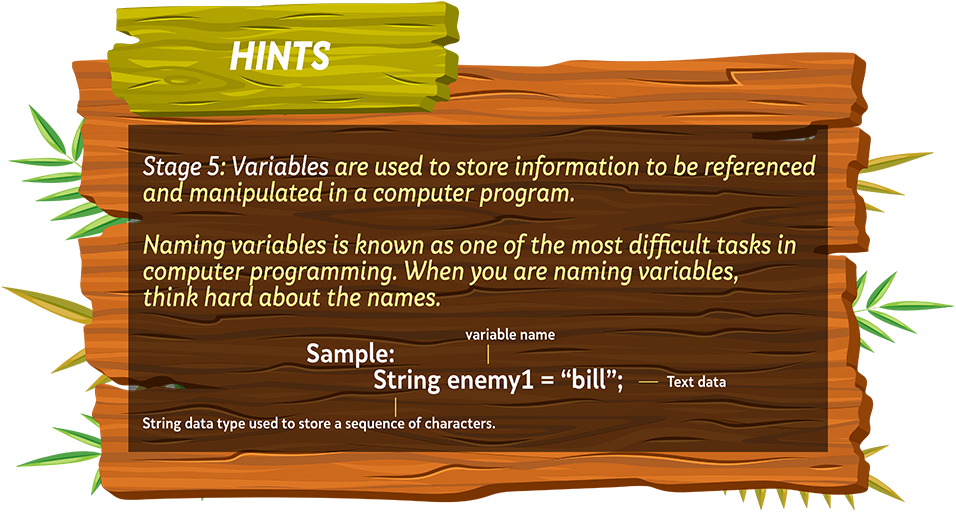 HINTS
Stage 5: Variables are used to store information to be referenced
and manipulated in a computer program.
Naming variables is known as one of the most difficult tasks in
computer programming. When you are naming variables,
think hard about the names.
variable name
Sample:
String enemy1 = “bill”;
Text data
String data type used to store a sequence of characters.